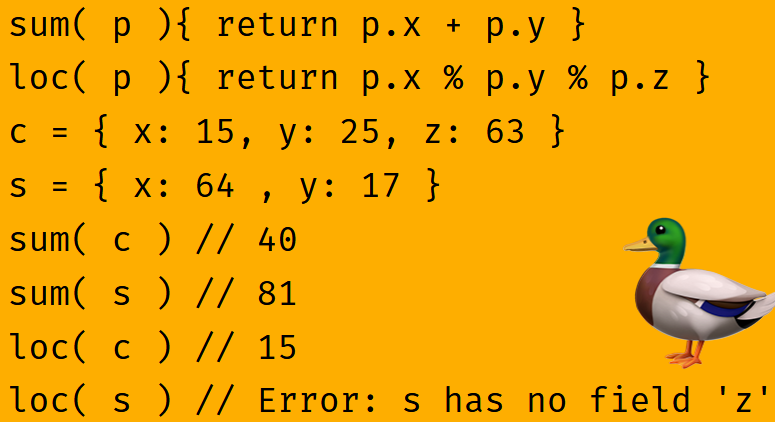 sum( p ){ return p.x + p.y }
loc( p ){ return p.x % p.y % p.z }
c = { x: 15, y: 25, z: 63 }
s = { x: 64 , y: 17 }
sum( c ) // 40
sum( s ) // 81
loc( c ) // 15
loc( s ) // Error: s has no field 'z'